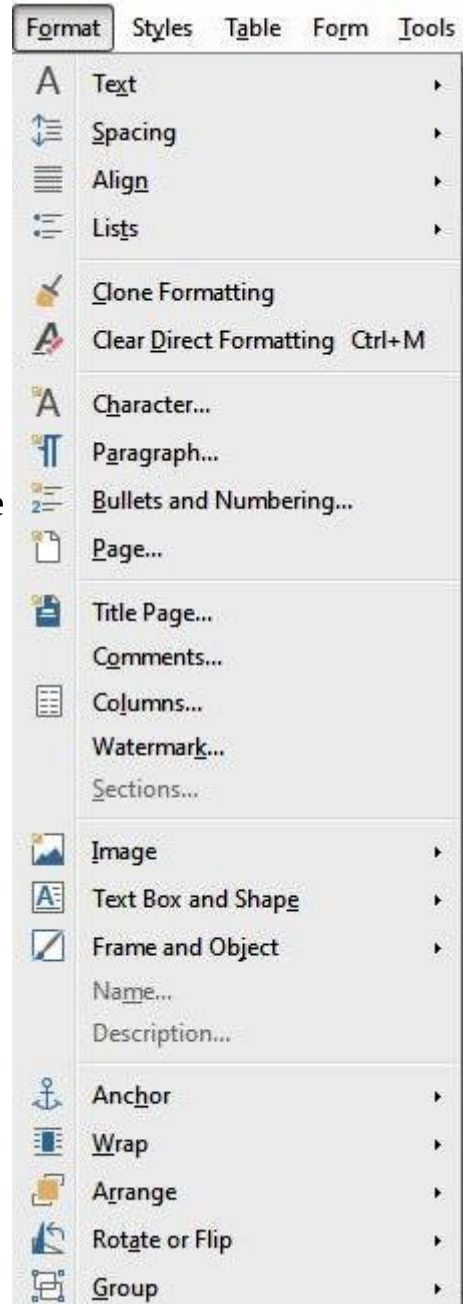 Format Styles Table Form Tools
Text
Spacing
Align
Lists
Clone Formatting
Clear Direct Formatting Ctrl+M
Character...
Paragraph...
Bullets and Numbering...
Page...
Title Page...
Comments...
Columns...
Watermark...
Sections...
Image
Text Box and Shape
Frame and Object
Name...
Description...
Anchor
Wrap
Arrange
Rotate or Flip
Group